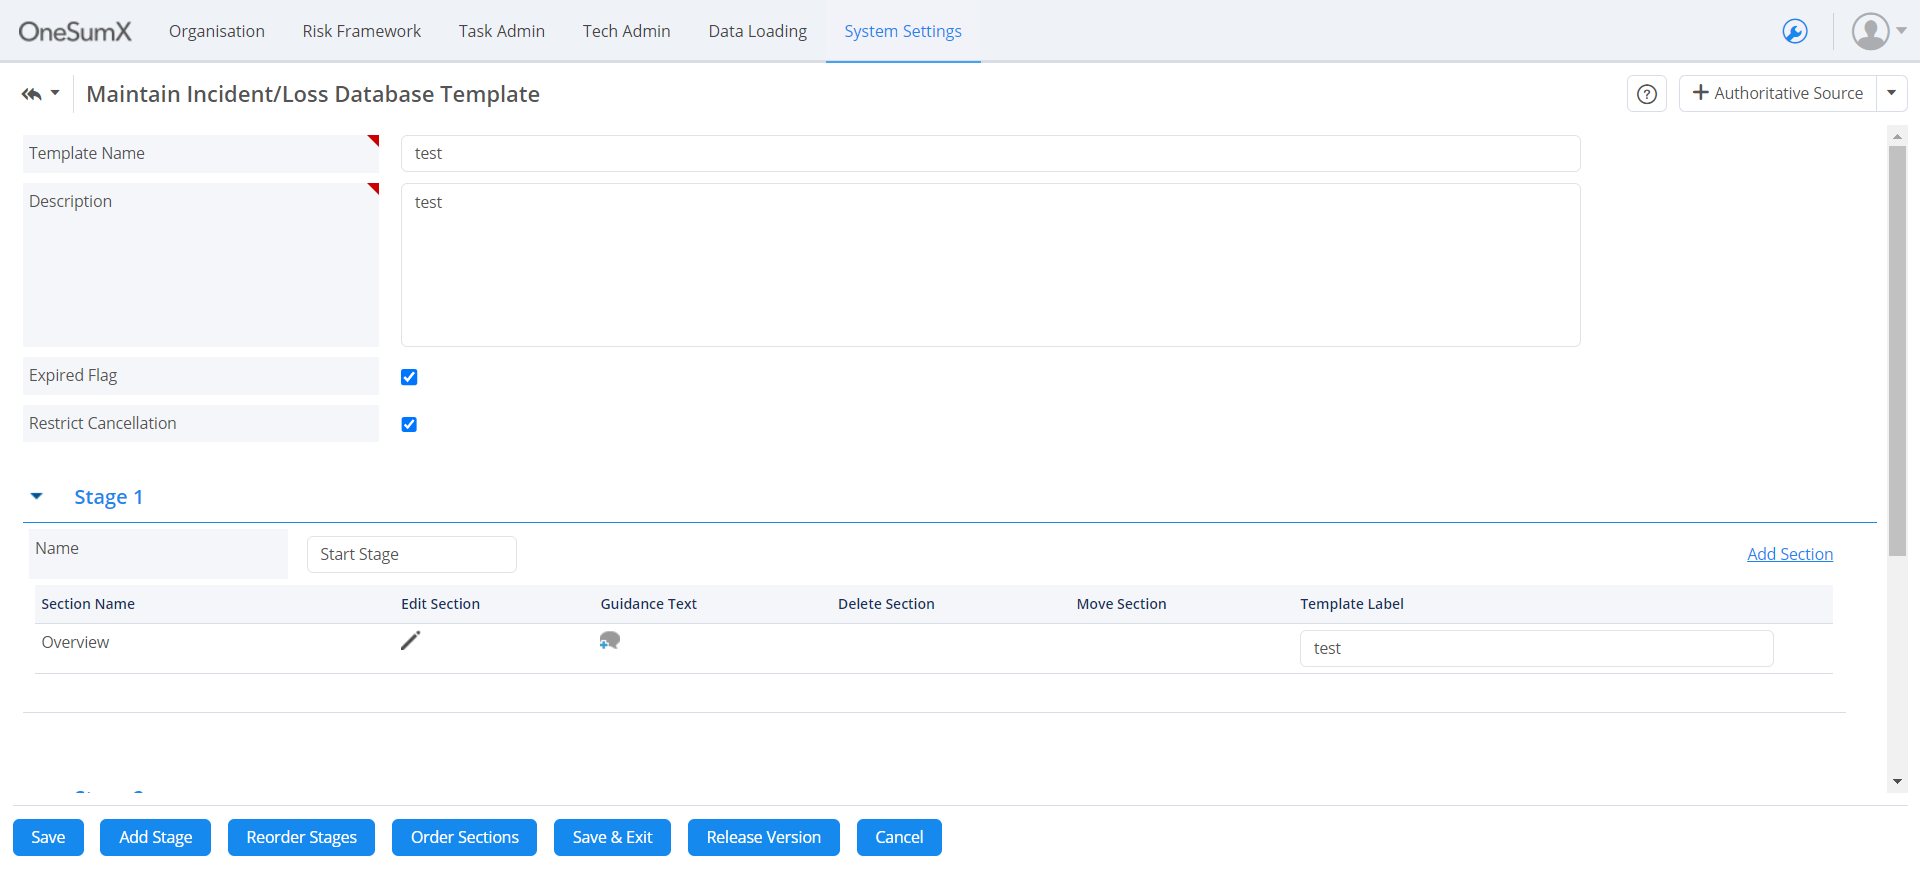 OneSumX Organisation Risk Framework Task Admin Tech Admin Data Loading System Settings
Maintain Incident/Loss Database Template ? + Authoritative Source
Template Name test
Description test
Expired Flag
Restrict Cancellation
Stage 1
Name Start Stage Add Section
Section Name Edit Section Guidance Text Delete Section Move Section Template Label
Overview test
Save Add Stage Reorder Stages Order Sections Save & Exit Release Version Cancel